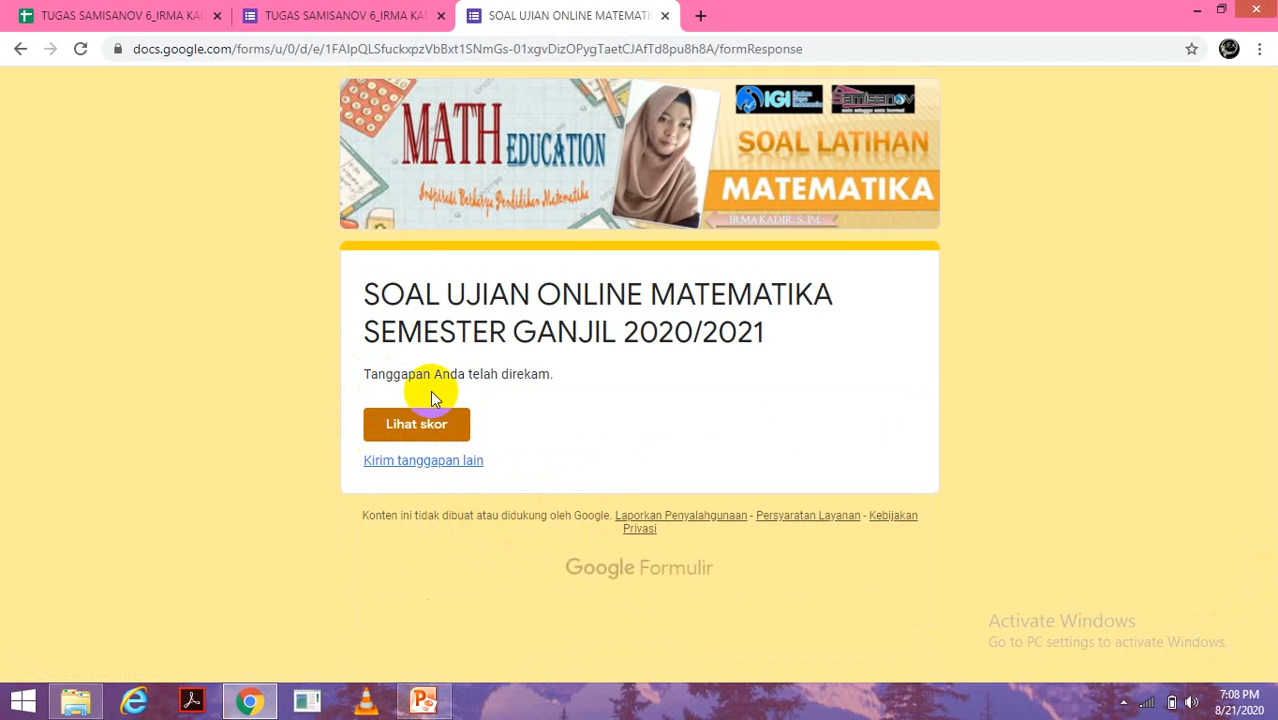 TUGAS SAMISANOV 6_IRMA KA
TUGAS SAMISANOV 6_IRMA KA
SOAL UJIAN ONLINE MATEMATI
docs.google.com/forms/u/0/d/e/1FAIpQLSfuckxpzVbBxt1SNmGs-01xgvDizOPygTaetCJAfTd8pu8h8A/formResponse
MATH EDUCATION
Inspirasi Berkarya Pendidikan Matematika
IGI
Samisanov
SOAL LATIHAN
MATEMATIKA
IRMA KADIR, S. Pd.
SOAL UJIAN ONLINE MATEMATIKA
SEMESTER GANJIL 2020/2021
Tanggapan Anda telah direkam.
Lihat skor
Kirim tanggapan lain
Konten ini tidak dibuat atau didukung oleh Google. Laporkan Penyalahgunaan - Persyaratan Layanan - Kebijakan
Privasi
Google Formulir
Activate Windows
Go to PC settings to activate Windows.
7:08 PM
8/21/2020